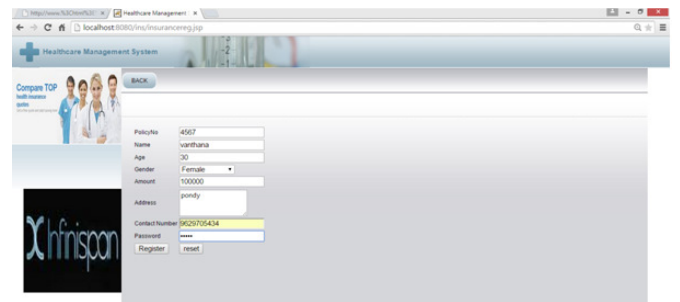 Healthcare Management
localhost:8080/ins/insurancereg.jsp
Healthcare Management System
Compare TOP
health insurance
quotes
BACK
PolicyNo 4567
Name vanthana
Age 30
Gender Female
Amount 100000
Address pondy
Contact Number 9629705434
Password •••••
Register reset
Infinispan